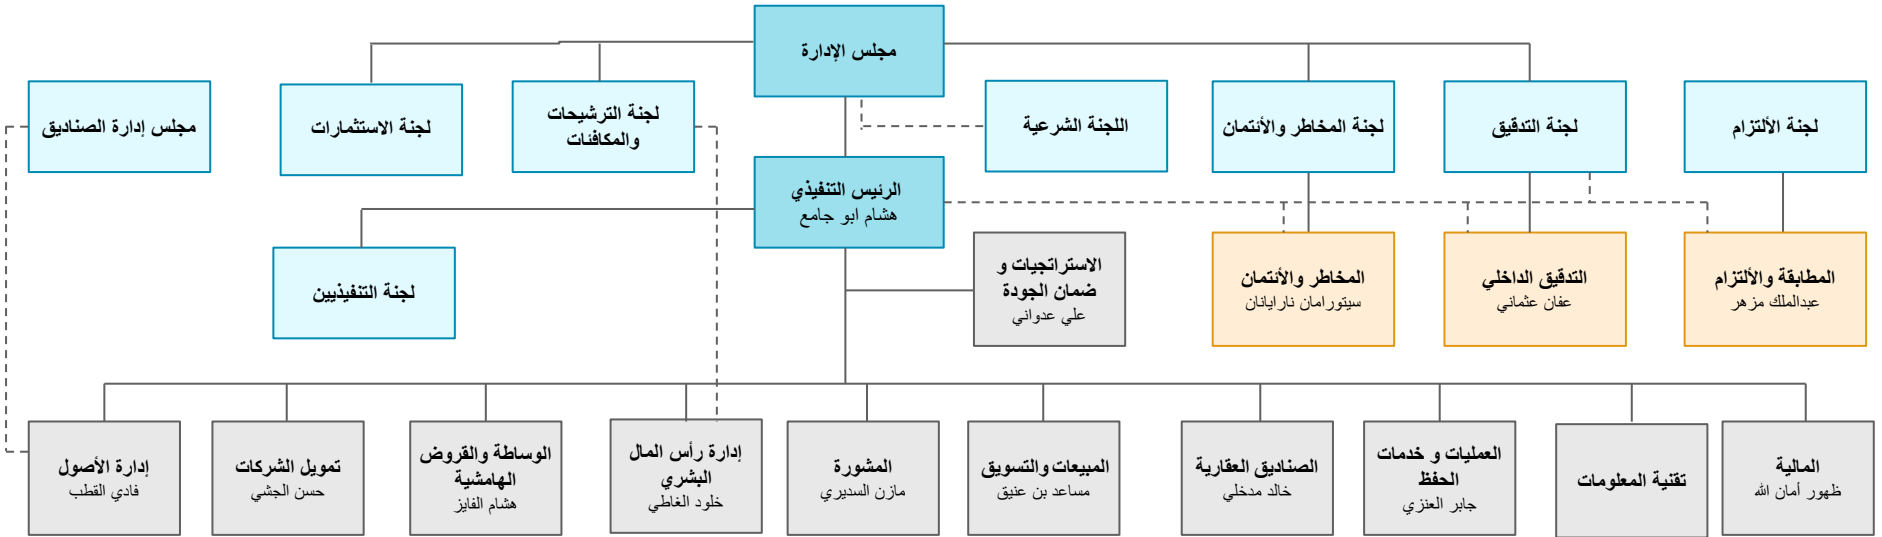 مجلس الإدارة
لجنة الألتزام
لجنة التدقيق
لجنة المخاطر والأئتمان
اللجنة الشرعية
لجنة الترشيحات
والمكافئات
لجنة الاستثمارات
مجلس إدارة الصناديق
الرئيس التنفيذي
هشام ابو جامع
المطابقة والألتزام
عبدالملك مزهر
التدقيق الداخلي
عفان عثماني
المخاطر والأئتمان
سيتورامان نارايانان
الاستراتجيات و
ضمان الجودة
علي عدواني
لجنة التنفيذيين
المالية
ظهور أمان الله
تقنية المعلومات
العمليات و خدمات
الحفظ
جابر العنزي
الصناديق العقارية
خالد مدخلي
المبيعات والتسويق
مساعد بن عنيق
المشورة
مازن السديري
إدارة رأس المال
البشري
خلود الغاطي
الوساطة والقروض
الهامشية
هشام الفايز
تمويل الشركات
حسن الجشي
إدارة الأصول
فادي القطب